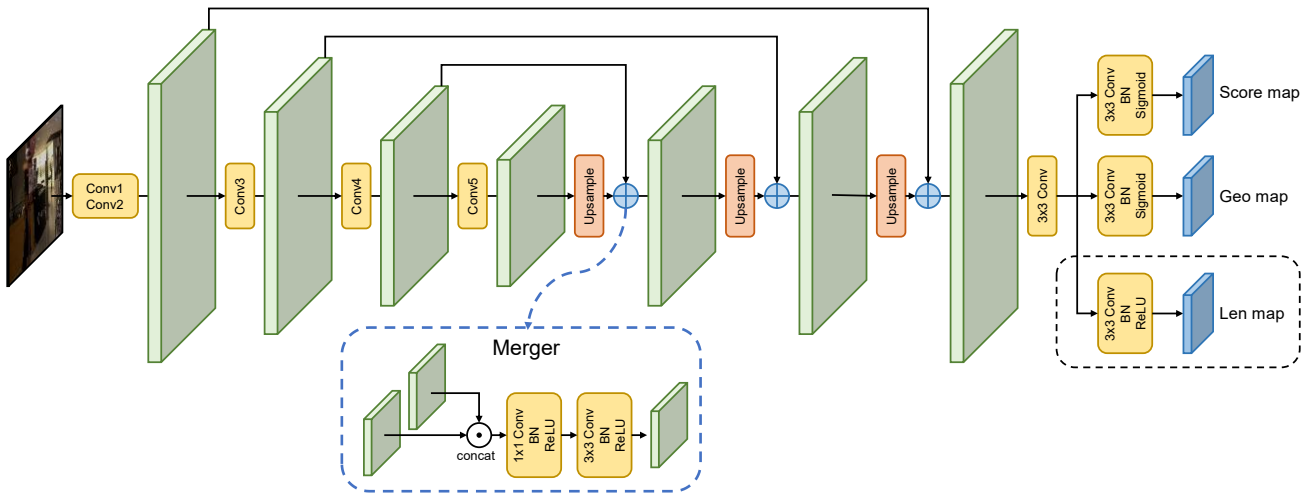 Conv1
Conv2
Conv3
Conv4
Conv5
Upsample
Upsample
Upsample
3x3 Conv
3x3 Conv
BN
Sigmoid
Score map
3x3 Conv
BN
Sigmoid
Geo map
3x3 Conv
BN
ReLU
Len map
Merger
concat
1x1 Conv
BN
ReLU
3x3 Conv
BN
ReLU